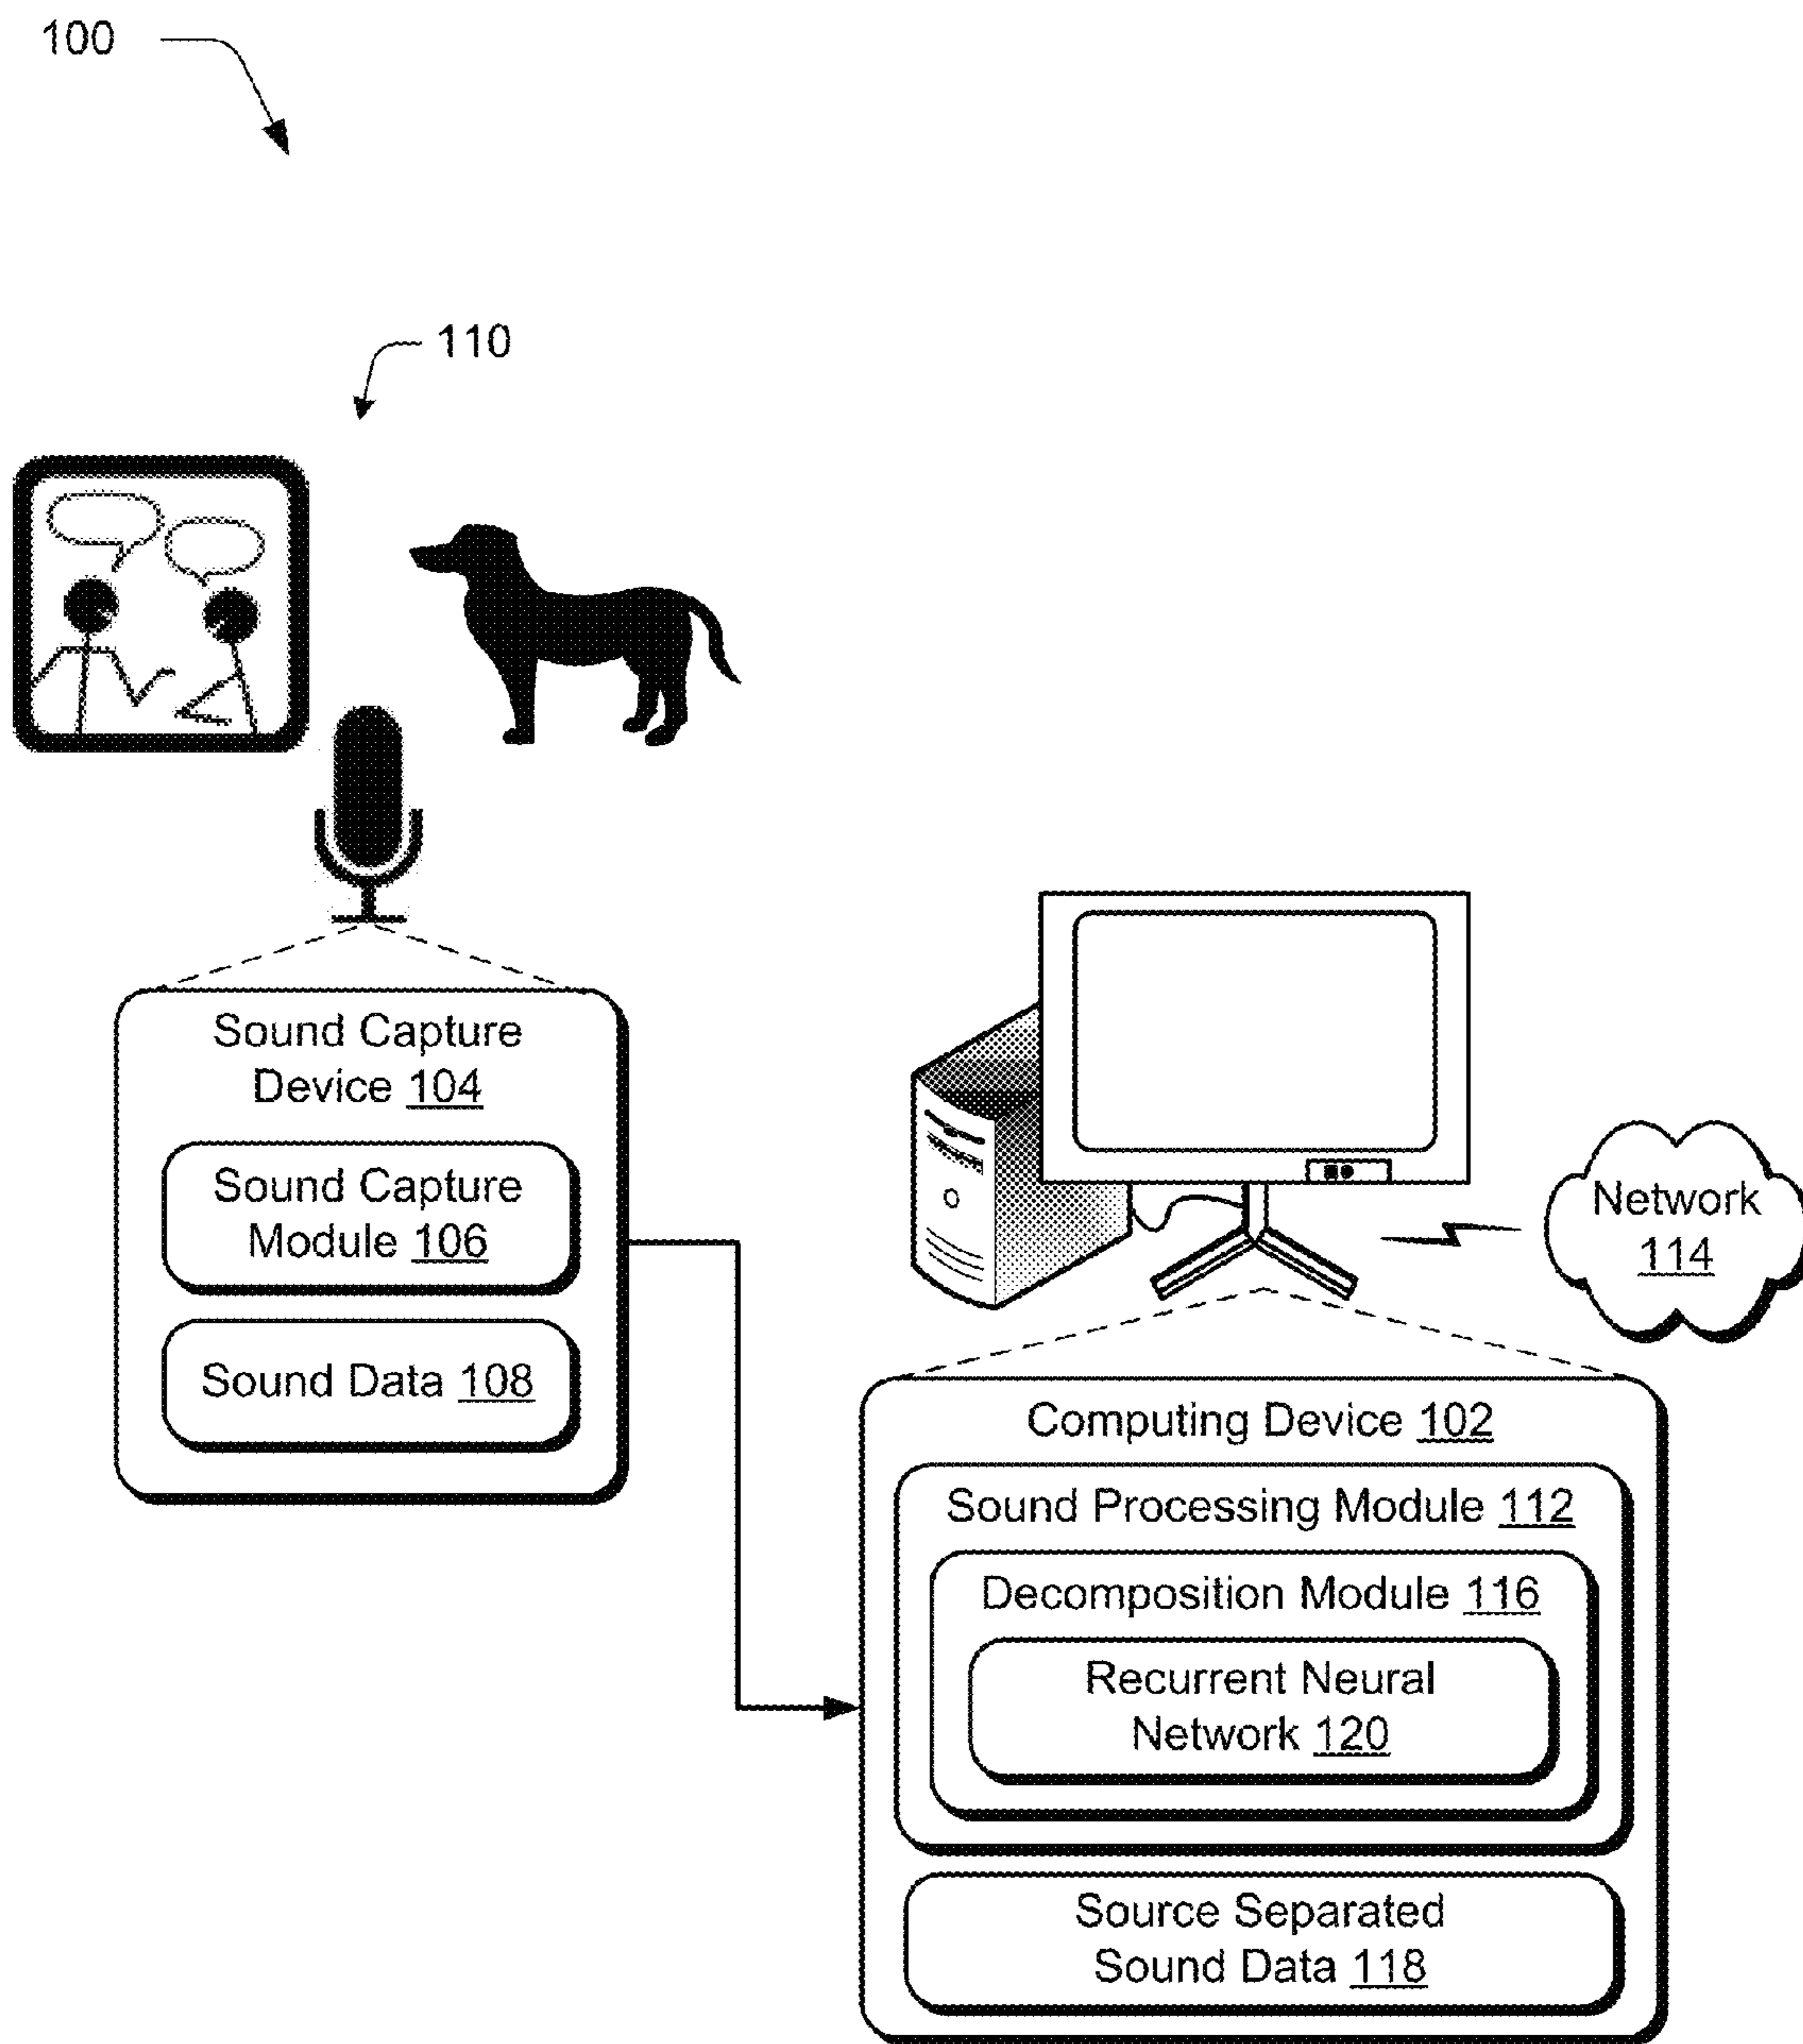 100
110
Sound Capture
Device 104
Sound Capture
Module 106
Sound Data 108
Network
114
Computing Device 102
Sound Processing Module 112
Decomposition Module 116
Recurrent Neural
Network 120
Source Separated
Sound Data 118